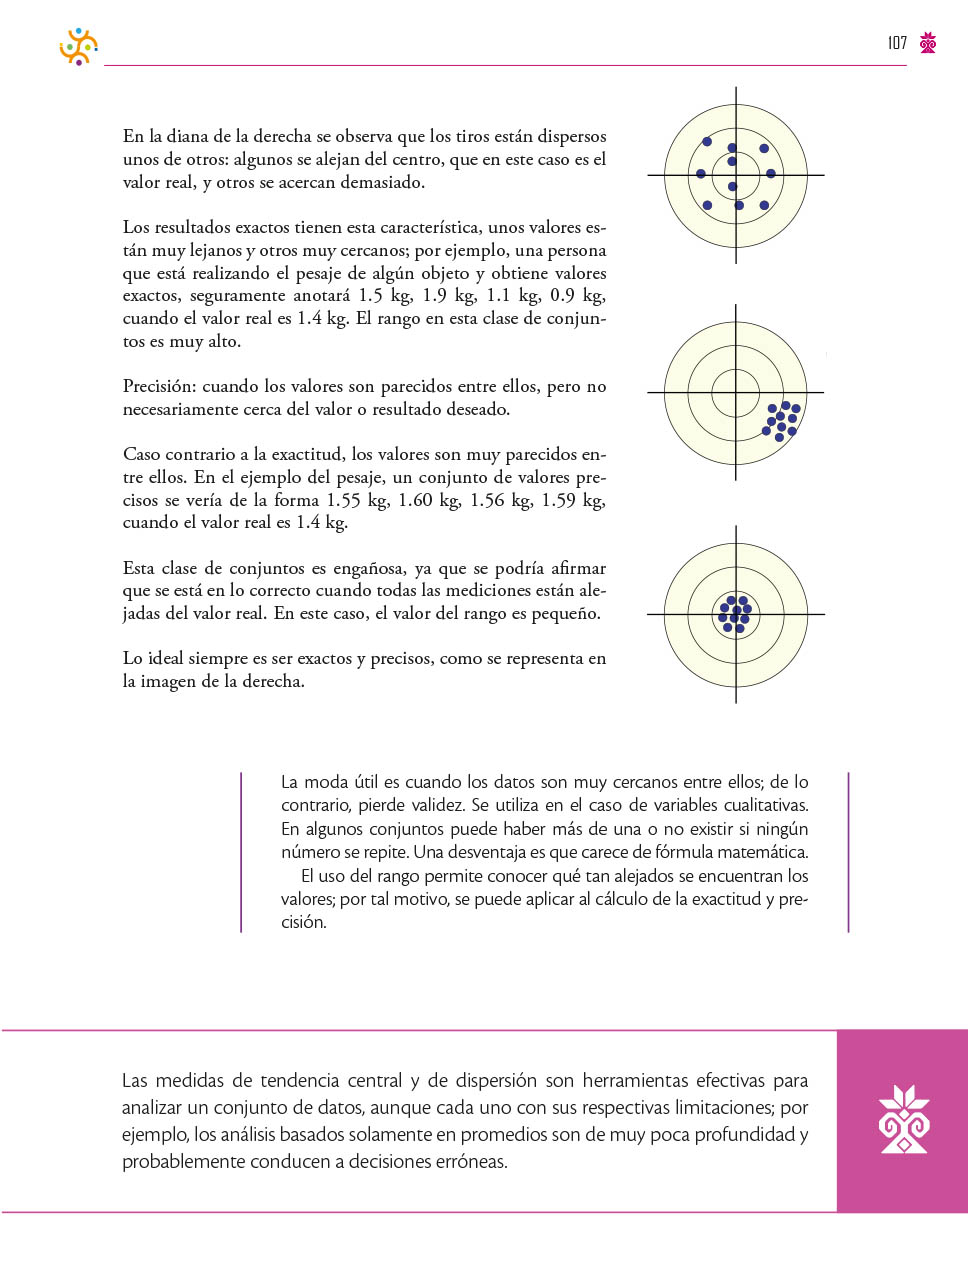 107
En la diana de la derecha se observa que los tiros están dispersos
unos de otros: algunos se alejan del centro, que en este caso es el
valor real, y otros se acercan demasiado.
Los resultados exactos tienen esta característica, unos valores es-
tán muy lejanos y otros muy cercanos; por ejemplo, una persona
que está realizando el pesaje de algún objeto y obtiene valores
exactos, seguramente anotará 1.5 kg, 1.9 kg, 1.1 kg, 0.9 kg,
cuando el valor real es 1.4 kg. El rango en esta clase de conjun-
tos es muy alto.
Precisión: cuando los valores son parecidos entre ellos, pero no
necesariamente cerca del valor o resultado deseado.
Caso contrario a la exactitud, los valores son muy parecidos en-
tre ellos. En el ejemplo del pesaje, un conjunto de valores pre-
cisos se vería de la forma 1.55 kg, 1.60 kg, 1.56 kg, 1.59 kg,
cuando el valor real es 1.4 kg.
Esta clase de conjuntos es engañosa, ya que se podría afirmar
que se está en lo correcto cuando todas las mediciones están ale-
jadas del valor real. En este caso, el valor del rango es pequeño.
Lo ideal siempre es ser exactos y precisos, como se representa en
la imagen de la derecha.
La moda útil es cuando los datos son muy cercanos entre ellos; de lo
contrario, pierde validez. Se utiliza en el caso de variables cualitativas.
En algunos conjuntos puede haber más de una o no existir si ningún
número se repite. Una desventaja es que carece de fórmula matemática.
El uso del rango permite conocer qué tan alejados se encuentran los
valores; por tal motivo, se puede aplicar al cálculo de la exactitud y pre-
cisión.
Las medidas de tendencia central y de dispersión son herramientas efectivas para
analizar un conjunto de datos, aunque cada uno con sus respectivas limitaciones; por
ejemplo, los análisis basados solamente en promedios son de muy poca profundidad y
probablemente conducen a decisiones erróneas.